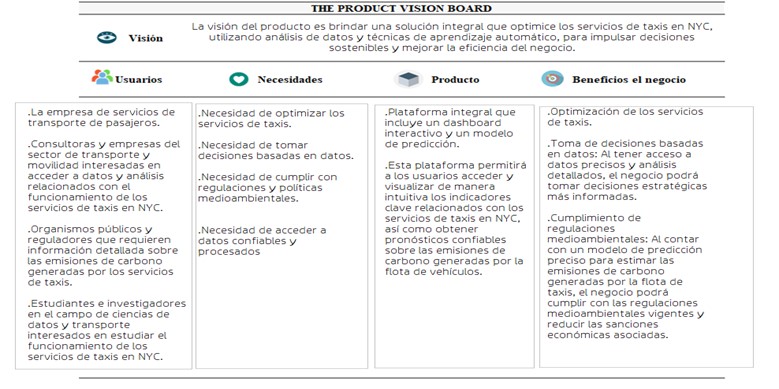 THE PRODUCT VISION BOARD
Visión
La visión del producto es brindar una solución integral que optimice los servicios de taxis en NYC,
utilizando análisis de datos y técnicas de aprendizaje automático, para impulsar decisiones
sostenibles y mejorar la eficiencia del negocio.
Usuarios
Necesidades
Producto
Beneficios el negocio
.La empresa de servicios de
transporte de pasajeros.
.Consultoras y empresas del
sector de transporte y
movilidad interesadas en
acceder a datos y análisis
relacionados con el
funcionamiento de los
servicios de taxis en NYC.
.Organismos públicos y
reguladores que requieren
información detallada sobre
las emisiones de carbono
generadas por los servicios
de taxis.
.Estudiantes e investigadores
en el campo de ciencias de
datos y transporte
interesados en estudiar el
funcionamiento de los
servicios de taxis en NYC.
.Necesidad de optimizar los
servicios de taxis.
.Necesidad de tomar
decisiones basadas en datos.
.Necesidad de cumplir con
regulaciones y políticas
medioambientales.
.Necesidad de acceder a
datos confiables y
procesados
.Plataforma integral que
incluye un dashboard
interactivo y un modelo
de predicción.
.Esta plataforma permitirá
a los usuarios acceder y
visualizar de manera
intuitiva los indicadores
clave relacionados con los
servicios de taxis en NYC,
así como obtener
pronósticos confiables
sobre las emisiones de
carbono generadas por la
flota de vehículos.
.Optimización de los servicios
de taxis.
.Toma de decisiones basadas
en datos: Al tener acceso a
datos precisos y análisis
detallados, el negocio podrá
tomar decisiones estratégicas
más informadas.
.Cumplimiento de
regulaciones
medioambientales: Al contar
con un modelo de predicción
preciso para estimar las
emisiones de carbono
generadas por la flota de
taxis, el negocio podrá
cumplir con las regulaciones
medioambientales vigentes y
reducir las sanciones
económicas asociadas.